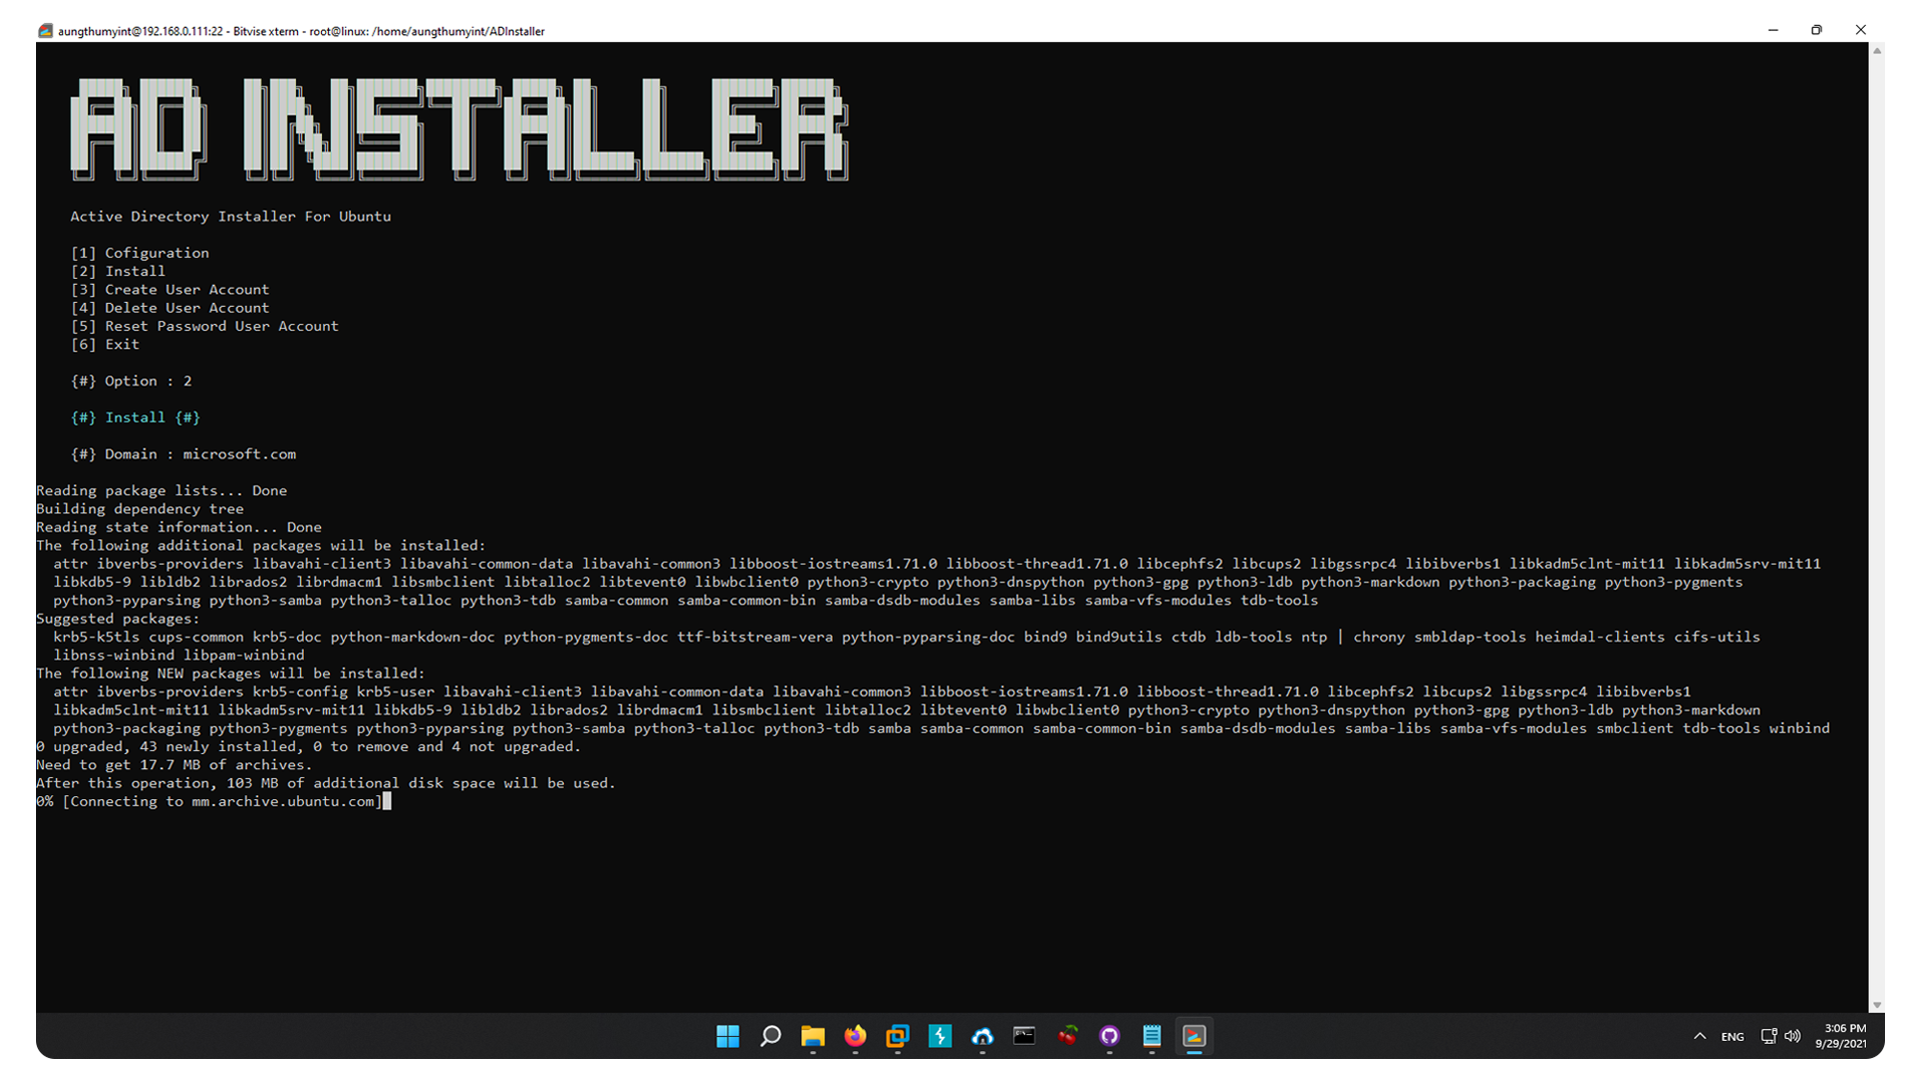 aungthumyint@192.168.0.111:22 - Bitvise xterm - root@linux: /home/aungthumyint/ADInstaller
AD INSTALLER
Active Directory Installer For Ubuntu
[1] Cofiguration
[2] Install
[3] Create User Account
[4] Delete User Account
[5] Reset Password User Account
[6] Exit
{#} Option : 2
{#} Install {#}
{#} Domain : microsoft.com
Reading package lists... Done
Building dependency tree
Reading state information... Done
The following additional packages will be installed:
attr ibverbs-providers libavahi-client3 libavahi-common-data libavahi-common3 libboost-iostreams1.71.0 libboost-thread1.71.0 libcephfs2 libcups2 libgssrpc4 libibverbs1 libkadm5clnt-mit11 libkadm5srv-mit11
libkdb5-9 libldb2 librados2 librdmacm1 libsmbclient libtalloc2 libtevent0 libwbclient0 python3-crypto python3-dnspython python3-gpg python3-ldb python3-markdown python3-packaging python3-pygments
python3-pyparsing python3-samba python3-talloc python3-tdb samba-common samba-common-bin samba-dsdb-modules samba-libs samba-vfs-modules tdb-tools
Suggested packages:
krb5-k5tls cups-common krb5-doc python-markdown-doc python-pygments-doc ttf-bitstream-vera python-pyparsing-doc bind9 bind9utils ctdb ldb-tools ntp | chrony smbldap-tools heimdal-clients cifs-utils
libnss-winbind libpam-winbind
The following NEW packages will be installed:
attr ibverbs-providers krb5-config krb5-user libavahi-client3 libavahi-common-data libavahi-common3 libboost-iostreams1.71.0 libboost-thread1.71.0 libcephfs2 libcups2 libgssrpc4 libibverbs1
libkadm5clnt-mit11 libkadm5srv-mit11 libkdb5-9 libldb2 librados2 librdmacm1 libsmbclient libtalloc2 libtevent0 libwbclient0 python3-crypto python3-dnspython python3-gpg python3-ldb python3-markdown
python3-packaging python3-pygments python3-pyparsing python3-samba python3-talloc python3-tdb samba samba-common samba-common-bin samba-dsdb-modules samba-libs samba-vfs-modules smbclient tdb-tools winbind
0 upgraded, 43 newly installed, 0 to remove and 4 not upgraded.
Need to get 17.7 MB of archives.
After this operation, 103 MB of additional disk space will be used.
0% [Connecting to mm.archive.ubuntu.com]
ENG
3:06 PM
9/29/2021